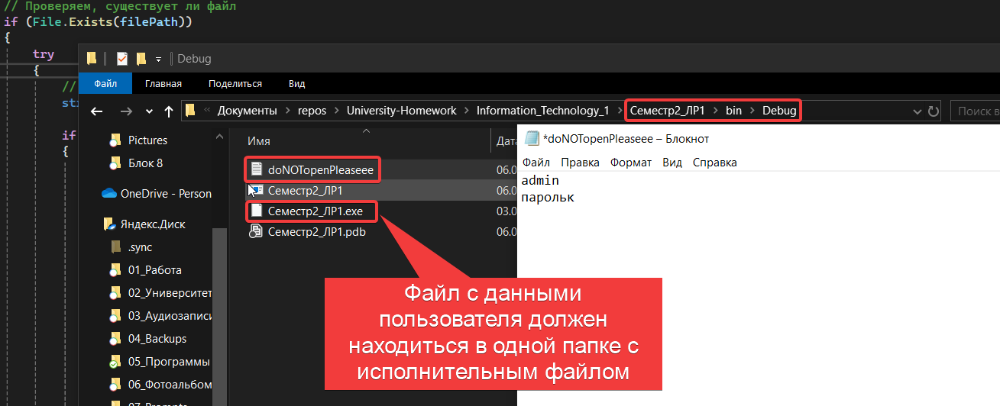 // Проверяем, существует ли файл
if (File.Exists(filePath))
{
try
{
//
if
{
Debug
Файл Главная Поделиться Вид
Документы repos University-Homework Information_Technology_1 Семестр2_ЛР1 bin Debug
Поиск в
Pictures
Блок 8
OneDrive - Person
Яндекс.Диск
.sync
01_Работа
02_Университет
03_Аудиозаписи
04_Backups
05_Программы
06_Фотоальбом
07_Prompts
Имя Дата
doNOTopenPleaseee 06.0
Семестр2_ЛР1 06.0
Семестр2_ЛР1.exe 03.0
Семестр2_ЛР1.pdb 06.0
*doNOTopenPleaseee – Блокнот
Файл Правка Формат Вид Справка
admin
парольк
Файл с данными
пользователя должен
находиться в одной папке с
исполнительным файлом